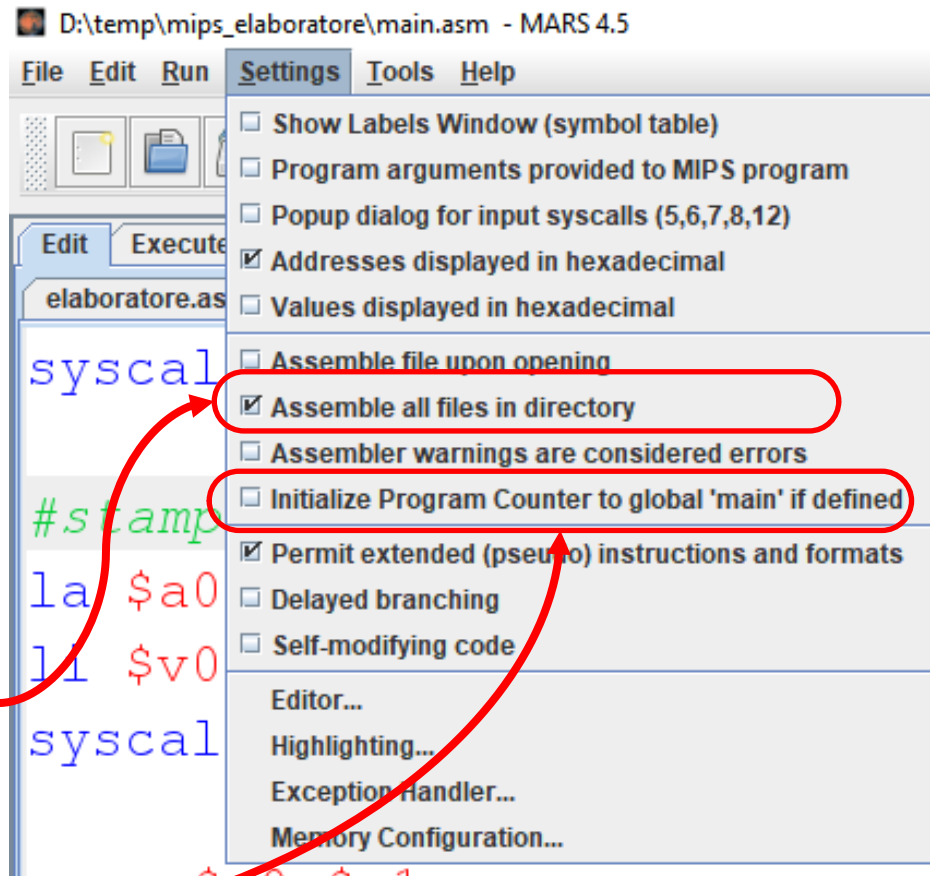 D:\temp\mips_elaboratore\main.asm - MARS 4.5
File Edit Run Settings Tools Help
Show Labels Window (symbol table)
Program arguments provided to MIPS program
Popup dialog for input syscalls (5,6,7,8,12)
Addresses displayed in hexadecimal
Values displayed in hexadecimal
Assemble file upon opening
Assemble all files in directory
Assembler warnings are considered errors
Initialize Program Counter to global 'main' if defined
Permit extended (pseudo) instructions and formats
Delayed branching
Self-modifying code
Editor...
Highlighting...
Exception Handler...
Memory Configuration...
Edit Execute
elaboratore.as
syscal
#stamp
la $a0
li $v0
syscal